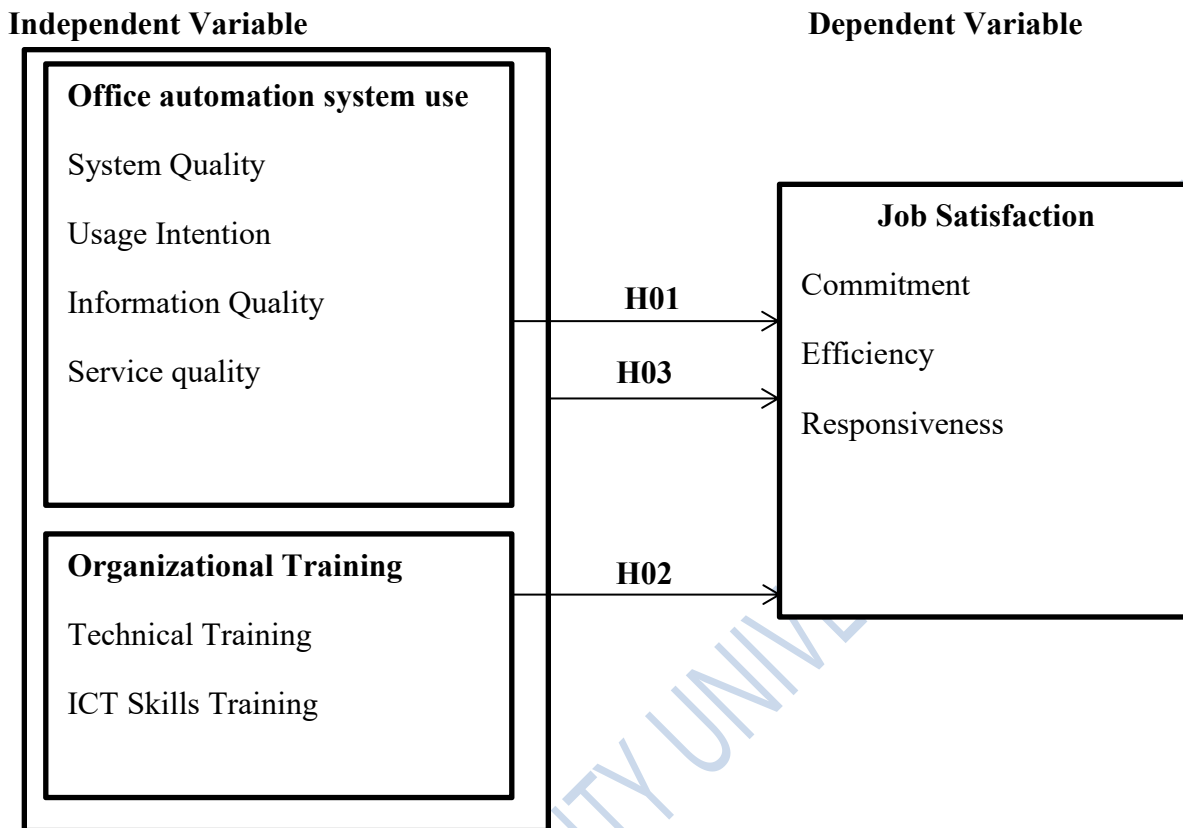 Independent Variable
Dependent Variable
Office automation system use
System Quality
Usage Intention
Information Quality
Service quality
Job Satisfaction
Commitment
Efficiency
Responsiveness
H01
H03
Organizational Training
Technical Training
ICT Skills Training
H02